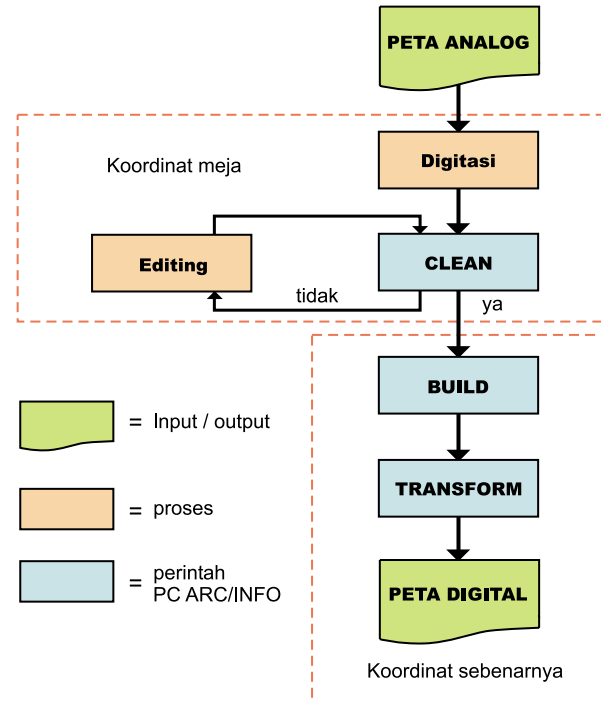 PETA ANALOG
Koordinat meja
Digitasi
Editing
CLEAN
tidak
ya
BUILD
= Input / output
TRANSFORM
= proses
= perintah
PC ARC/INFO
PETA DIGITAL
Koordinat sebenarnya